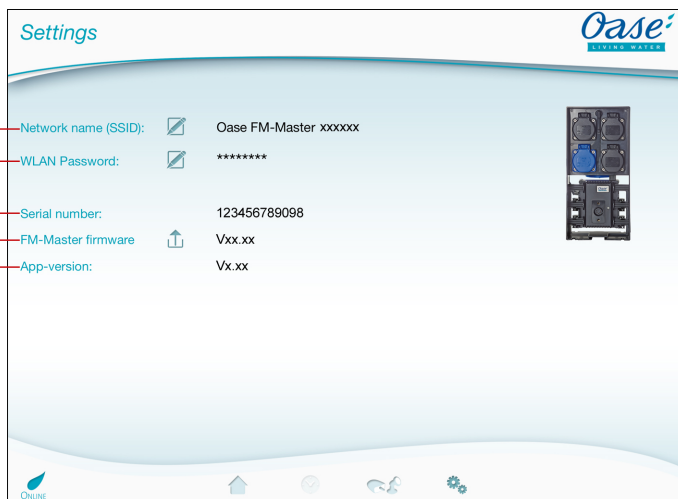 Settings
Oase
LIVING WATER
Network name (SSID): Oase FM-Master xxxxxx
WLAN Password: ********
Serial number: 123456789098
FM-Master firmware Vxx.xx
App-version: Vx.xx
ONLINE